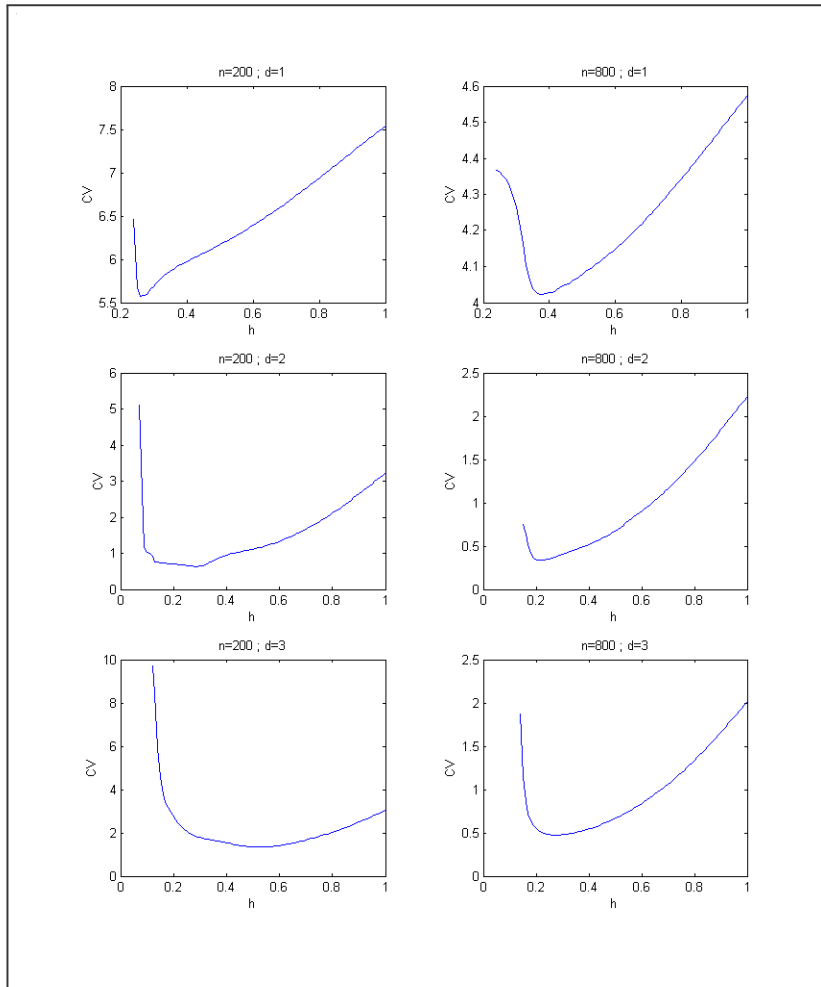 n=200 ; d=1
8
7.5
7
6.5
6
5.5
CV
0.2 0.4 0.6 0.8 1
h
n=800 ; d=1
4.6
4.5
4.4
4.3
4.2
4.1
4
CV
0.2 0.4 0.6 0.8 1
h
n=200 ; d=2
6
5
4
3
2
1
0
CV
0 0.2 0.4 0.6 0.8 1
h
n=800 ; d=2
2.5
2
1.5
1
0.5
0
CV
0 0.2 0.4 0.6 0.8 1
h
n=200 ; d=3
10
8
6
4
2
0
CV
0 0.2 0.4 0.6 0.8 1
h
n=800 ; d=3
2.5
2
1.5
1
0.5
0
CV
0 0.2 0.4 0.6 0.8 1
h